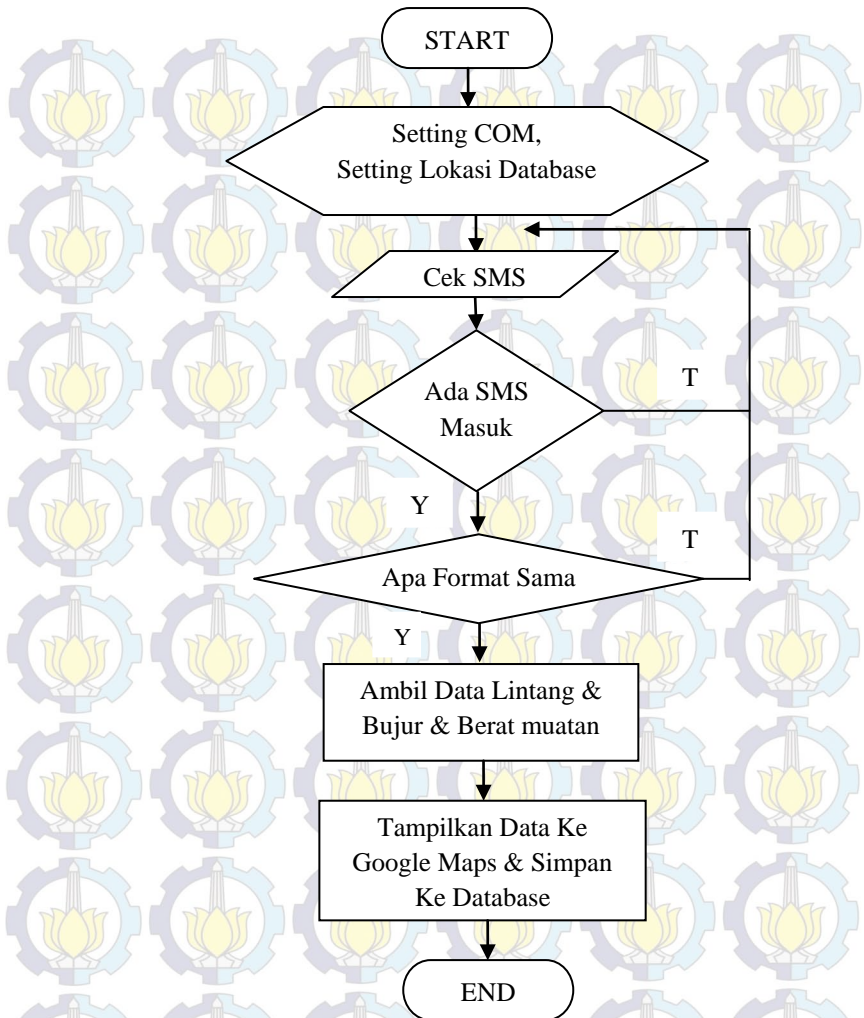 START
Setting COM,
Setting Lokasi Database
Cek SMS
Ada SMS
Masuk
T
Y
Apa Format Sama
T
Y
Ambil Data Lintang &
Bujur & Berat muatan
Tampilkan Data Ke
Google Maps & Simpan
Ke Database
END